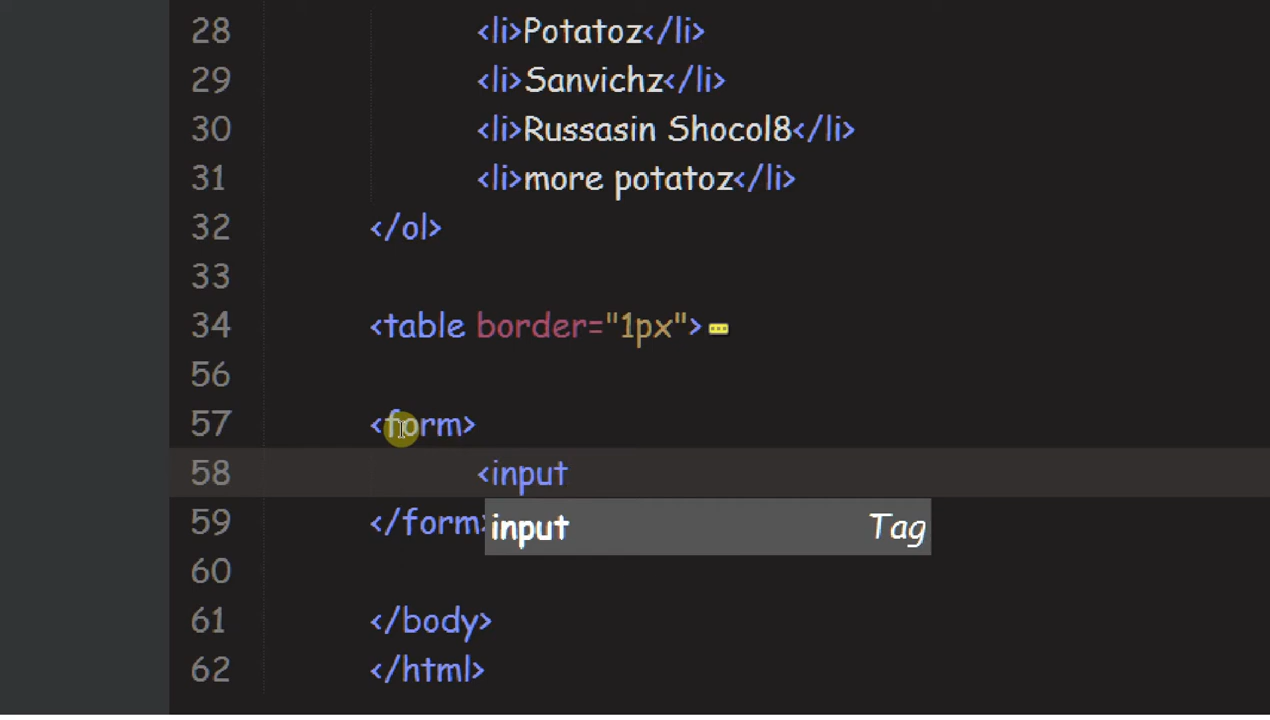 28 <li>Potatoz</li>
29 <li>Sanvichz</li>
30 <li>Russasin Shocol8</li>
31 <li>more potatoz</li>
32 </ol>
33
34 <table border="1px">
56
57 <form>
58 <input
59 </form>
input Tag
60
61 </body>
62 </html>